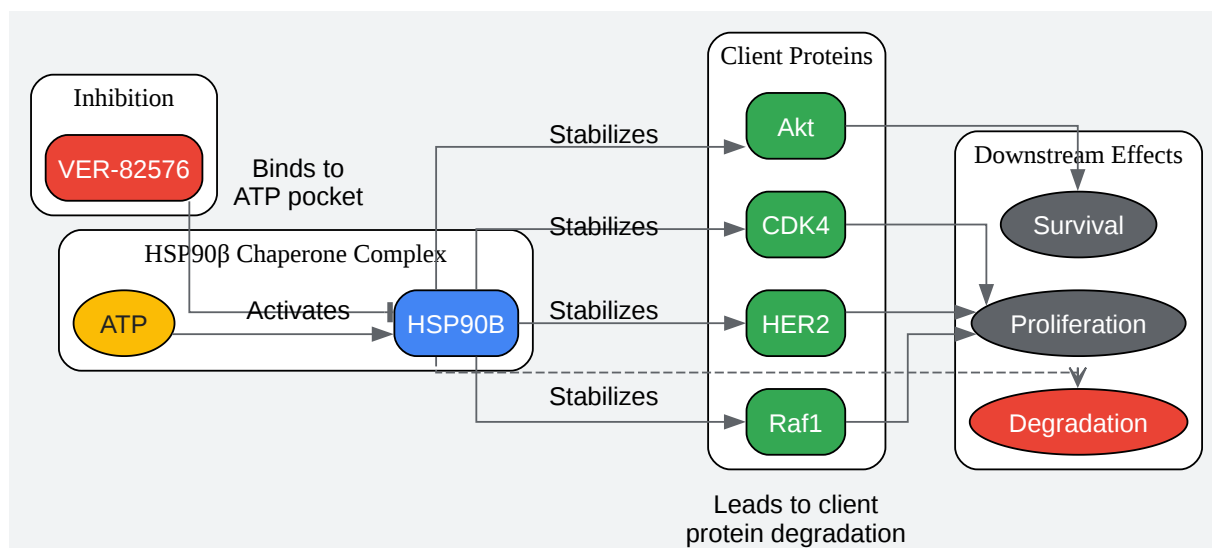 Inhibition
VER-82576
Binds to
ATP pocket
HSP90β Chaperone Complex
ATP
Activates
HSP90B
Stabilizes
Stabilizes
Stabilizes
Stabilizes
Client Proteins
Akt
CDK4
HER2
Raf1
Downstream Effects
Survival
Proliferation
Degradation
Leads to client
protein degradation